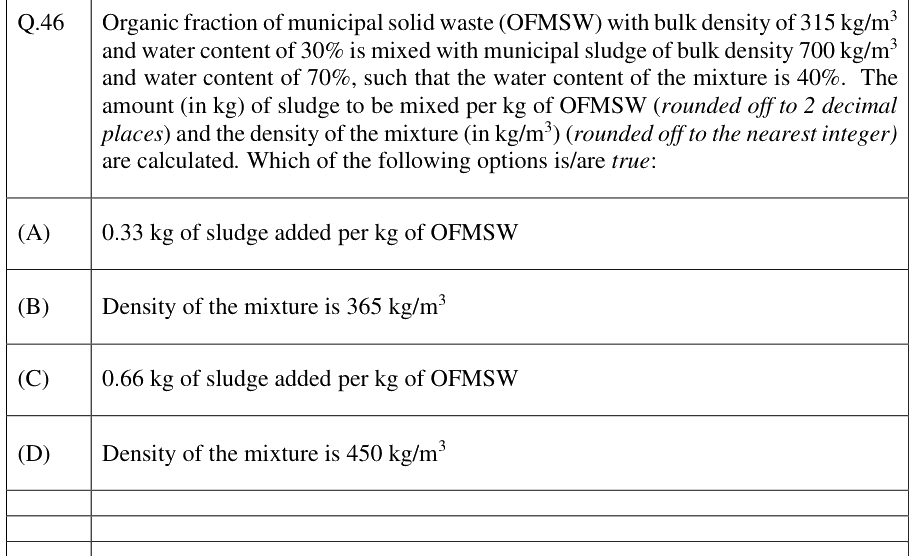 Q.46 Organic fraction of municipal solid waste (OFMSW) with bulk density of 315 kg/m³
and water content of 30% is mixed with municipal sludge of bulk density 700 kg/m³
and water content of 70%, such that the water content of the mixture is 40%. The
amount (in kg) of sludge to be mixed per kg of OFMSW (rounded off to 2 decimal
places) and the density of the mixture (in kg/m³) (rounded off to the nearest integer)
are calculated. Which of the following options is/are true:
(A) 0.33 kg of sludge added per kg of OFMSW
(B) Density of the mixture is 365 kg/m³
(C) 0.66 kg of sludge added per kg of OFMSW
(D) Density of the mixture is 450 kg/m³